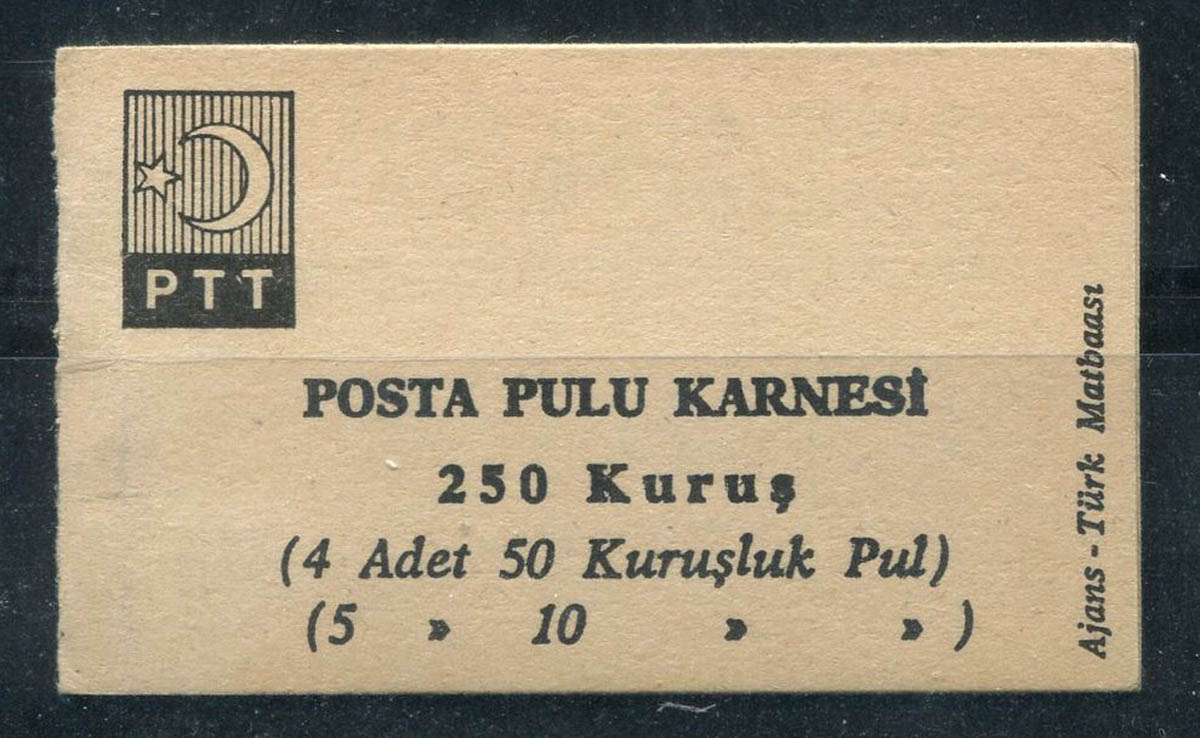 PTT
POSTA PULU KARNESİ
250 Kuruş
(4 Adet 50 Kuruşluk Pul)
(5 » 10 » » )
Ajans - Türk Matbaası